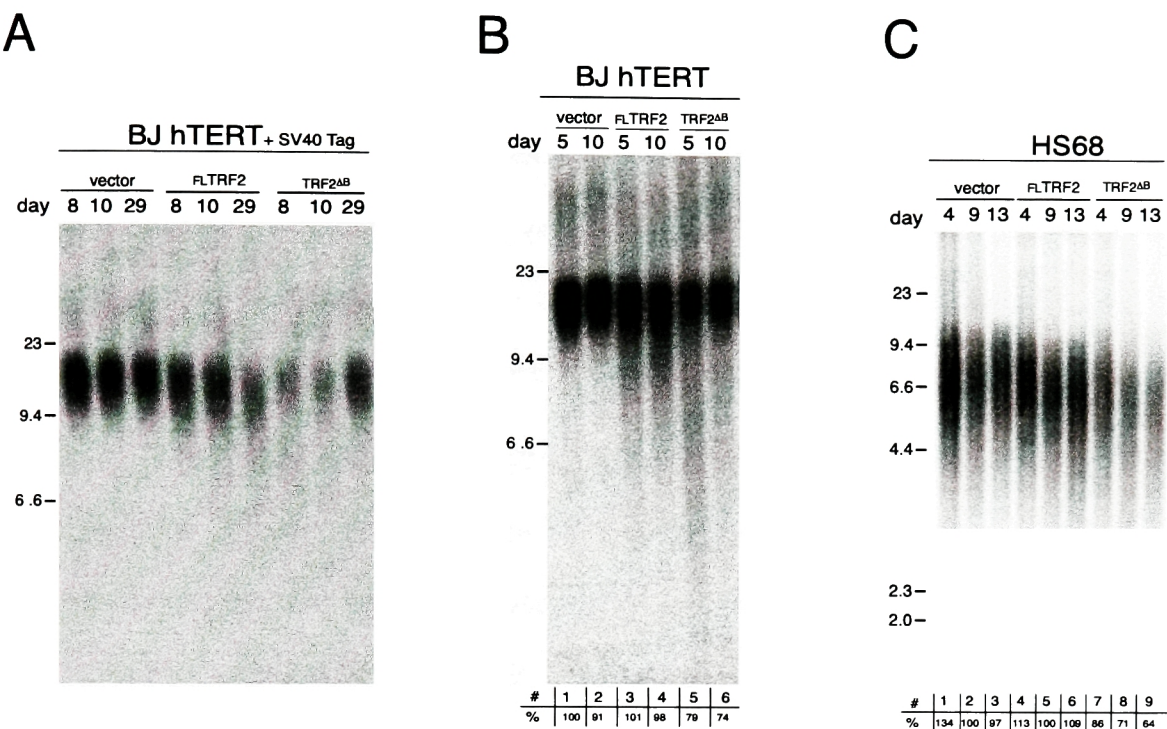 A
BJ hTERT + SV40 Tag
vector FLTRF2 TRF2ΔB
day 8 10 29 8 10 29 8 10 29
23
9.4
6.6
B
BJ hTERT
vector FLTRF2 TRF2ΔB
day 5 10 5 10 5 10
23
9.4
6.6
# 1 2 3 4 5 6
% 100 91 101 98 79 74
C
HS68
vector FLTRF2 TRF2ΔB
day 4 9 13 4 9 13 4 9 13
23
9.4
6.6
4.4
2.3
2.0
# 1 2 3 4 5 6 7 8 9
% 134 100 97 113 100 109 86 71 64